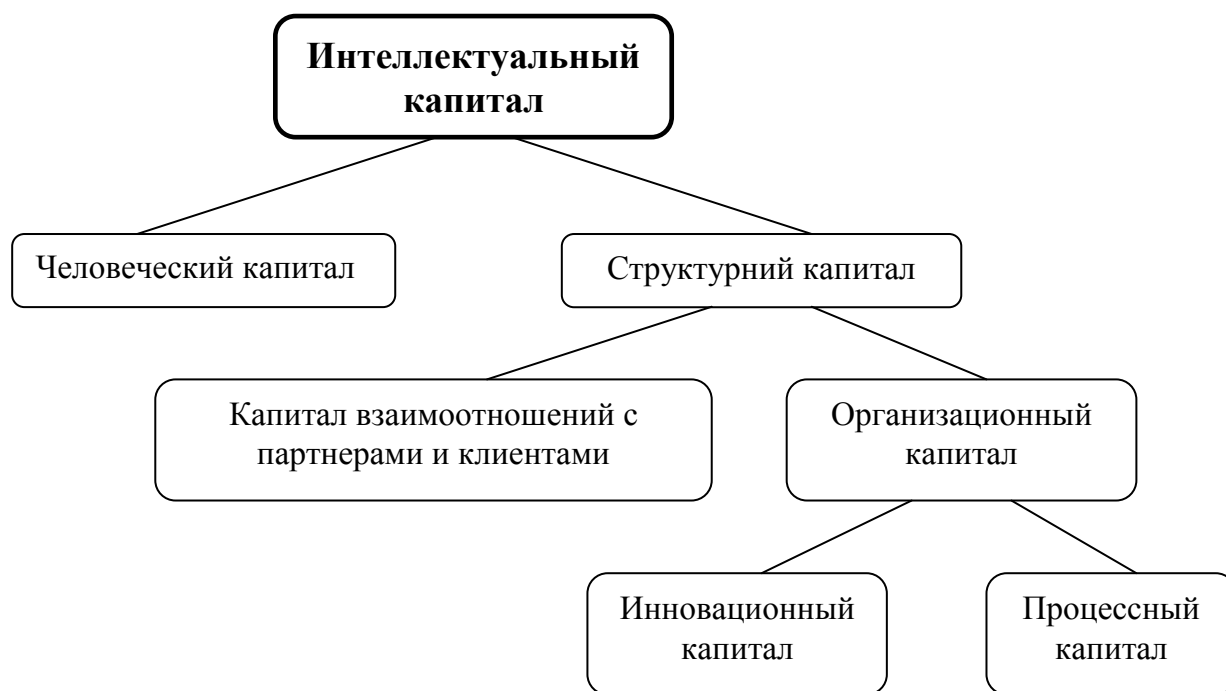 Интеллектуальный
капитал
Человеческий капитал
Структурний капитал
Капитал взаимоотношений с
партнерами и клиентами
Организационный
капитал
Инновационный
капитал
Процессный
капитал